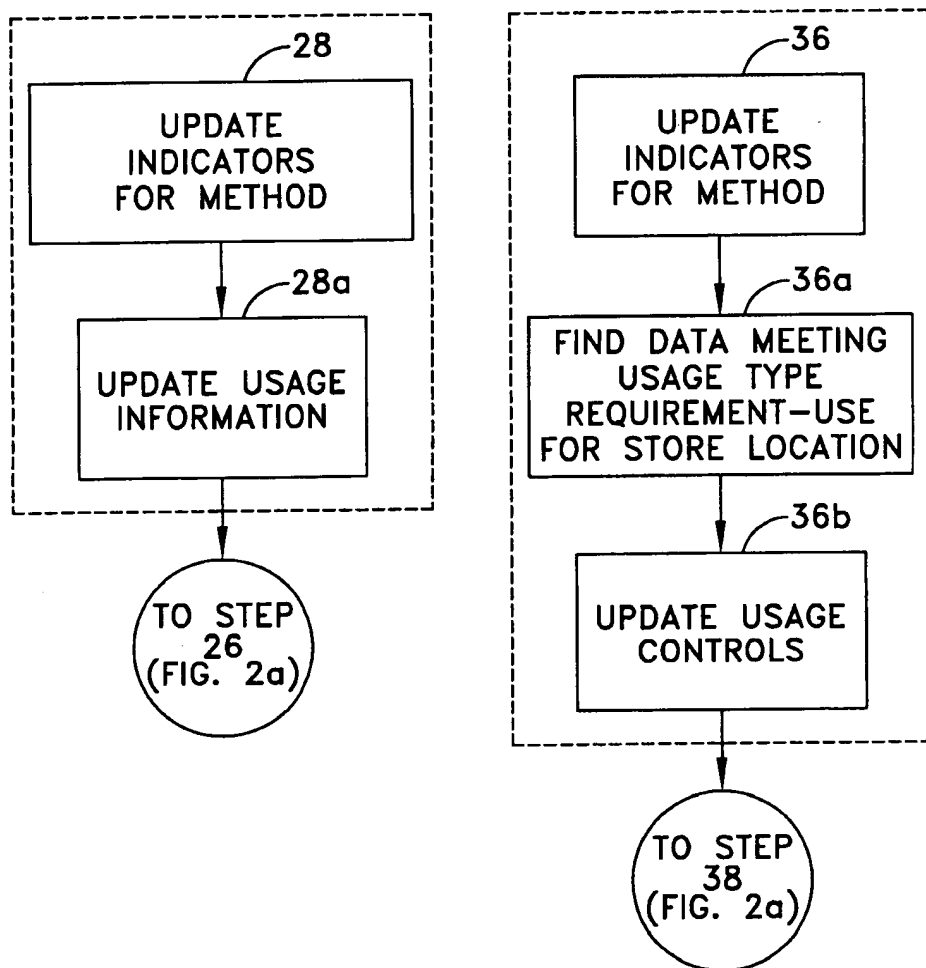 28
UPDATE
INDICATORS
FOR METHOD
28a
UPDATE USAGE
INFORMATION
TO STEP
26
(FIG. 2a)
36
UPDATE
INDICATORS
FOR METHOD
36a
FIND DATA MEETING
USAGE TYPE
REQUIREMENT-USE
FOR STORE LOCATION
36b
UPDATE USAGE
CONTROLS
TO STEP
38
(FIG. 2a)